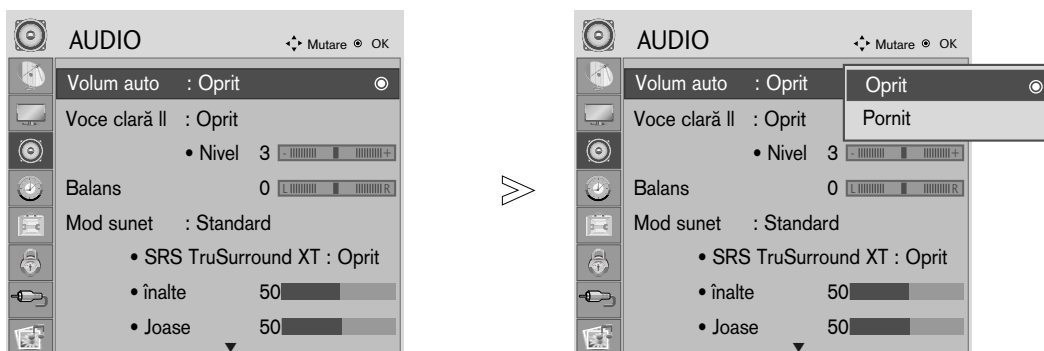 AUDIO
Mutare OK
Volum auto : Oprit
Voce clară II : Oprit
• Nivel 3 - +
Balans 0 L R
Mod sunet : Standard
• SRS TruSurround XT : Oprit
• înalte 50
• Joase 50
AUDIO
Mutare OK
Volum auto : Oprit
Oprit
Pornit
Voce clară II : Oprit
• Nivel 3 - +
Balans 0 L R
Mod sunet : Standard
• SRS TruSurround XT : Oprit
• înalte 50
• Joase 50